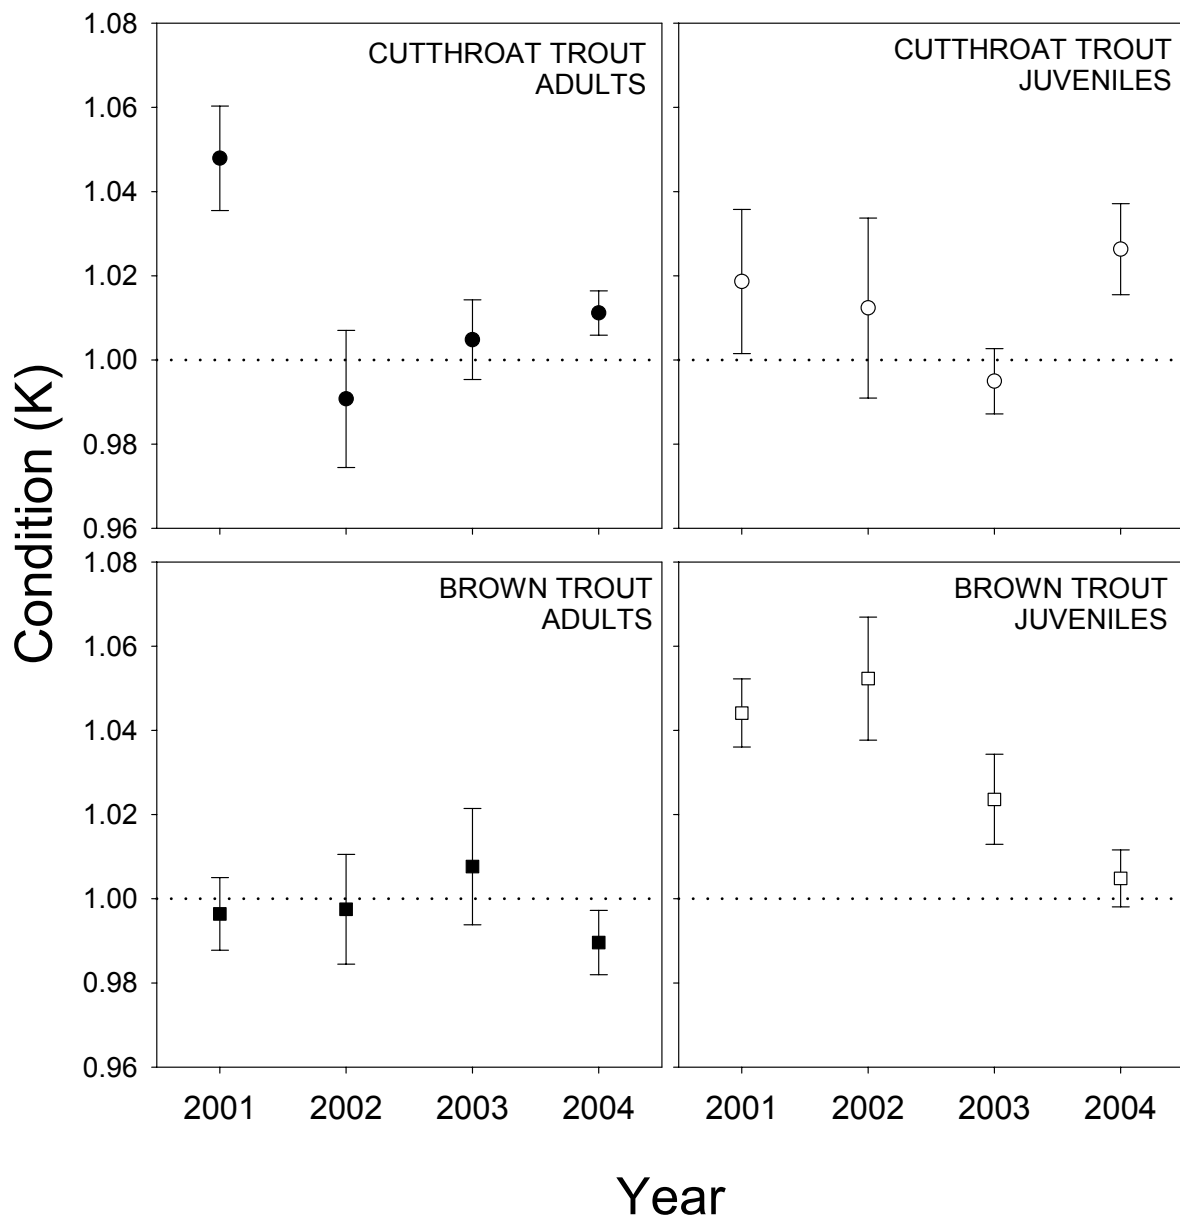 1.08
1.06
1.04
1.02
1.00
0.98
0.96
CUTTHROAT TROUT
ADULTS
CUTTHROAT TROUT
JUVENILES
Condition (K)
1.08
1.06
1.04
1.02
1.00
0.98
0.96
BROWN TROUT
ADULTS
BROWN TROUT
JUVENILES
2001 2002 2003 2004 2001 2002 2003 2004
Year